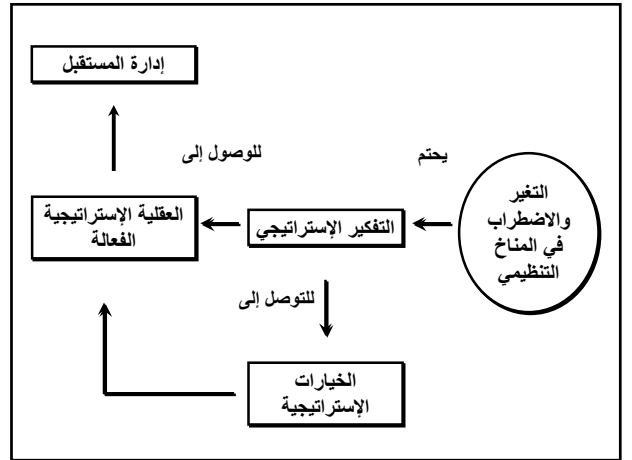 إدارة المستقبل
يحتم
للوصول إلى
التغير
والاضطراب
في المناخ
التنظيمي
التفكير الإستراتيجي
العقلية الإستراتيجية
الفعالة
للتوصل إلى
الخيارات
الإستراتيجية